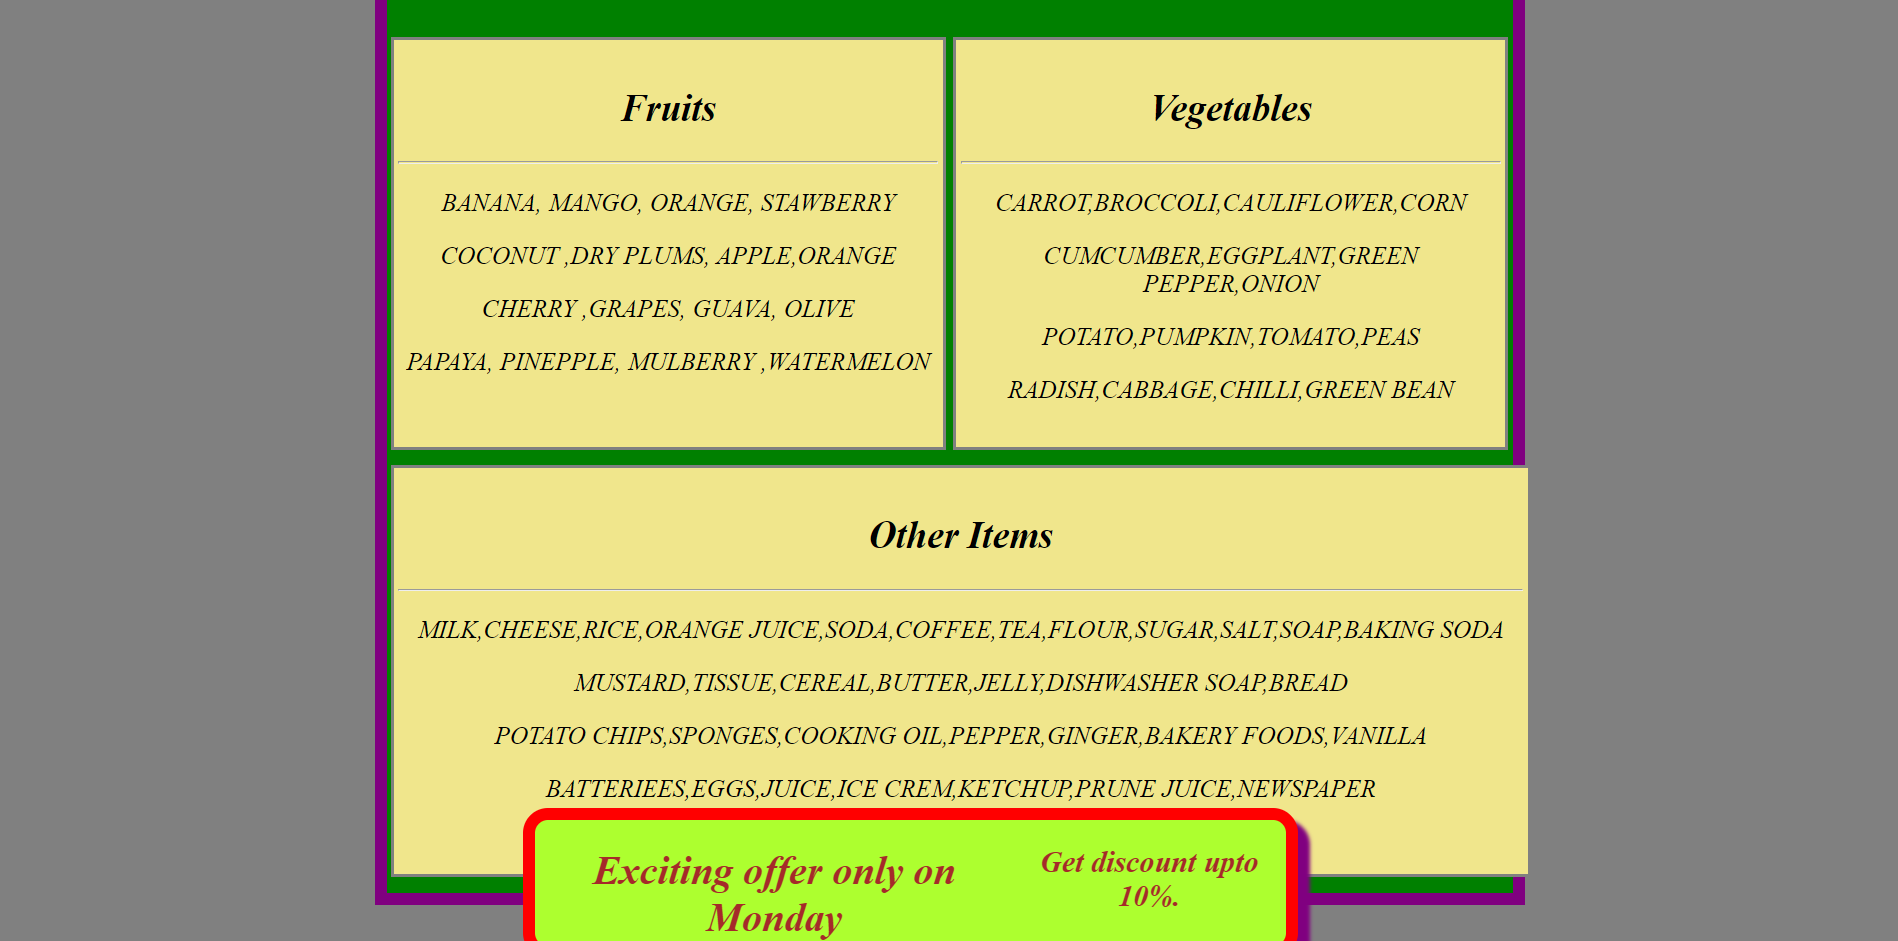 Fruits
BANANA, MANGO, ORANGE, STAWBERRY
COCONUT ,DRY PLUMS, APPLE,ORANGE
CHERRY ,GRAPES, GUAVA, OLIVE
PAPAYA, PINEPPLE, MULBERRY ,WATERMELON
Vegetables
CARROT,BROCCOLI,CAULIFLOWER,CORN
CUMCUMBER,EGGPLANT,GREEN
PEPPER,ONION
POTATO,PUMPKIN,TOMATO,PEAS
RADISH,CABBAGE,CHILLI,GREEN BEAN
Other Items
MILK,CHEESE,RICE,ORANGE JUICE,SODA,COFFEE,TEA,FLOUR,SUGAR,SALT,SOAP,BAKING SODA
MUSTARD,TISSUE,CEREAL,BUTTER,JELLY,DISHWASHER SOAP,BREAD
POTATO CHIPS,SPONGES,COOKING OIL,PEPPER,GINGER,BAKERY FOODS,VANILLA
BATTERIEES,EGGS,JUICE,ICE CREM,KETCHUP,PRUNE JUICE,NEWSPAPER
Exciting offer only on
Monday
Get discount upto
10%.